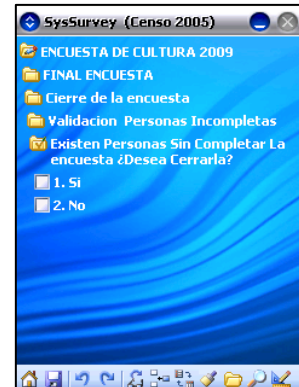 SysSurvey (Censo 2005)
ENCUESTA DE CULTURA 2009
FINAL ENCUESTA
Cierre de la encuesta
Validacion Personas Incompletas
Existen Personas Sin Completar La
encuesta ¿Desea Cerrarla?
1. Si
2. No